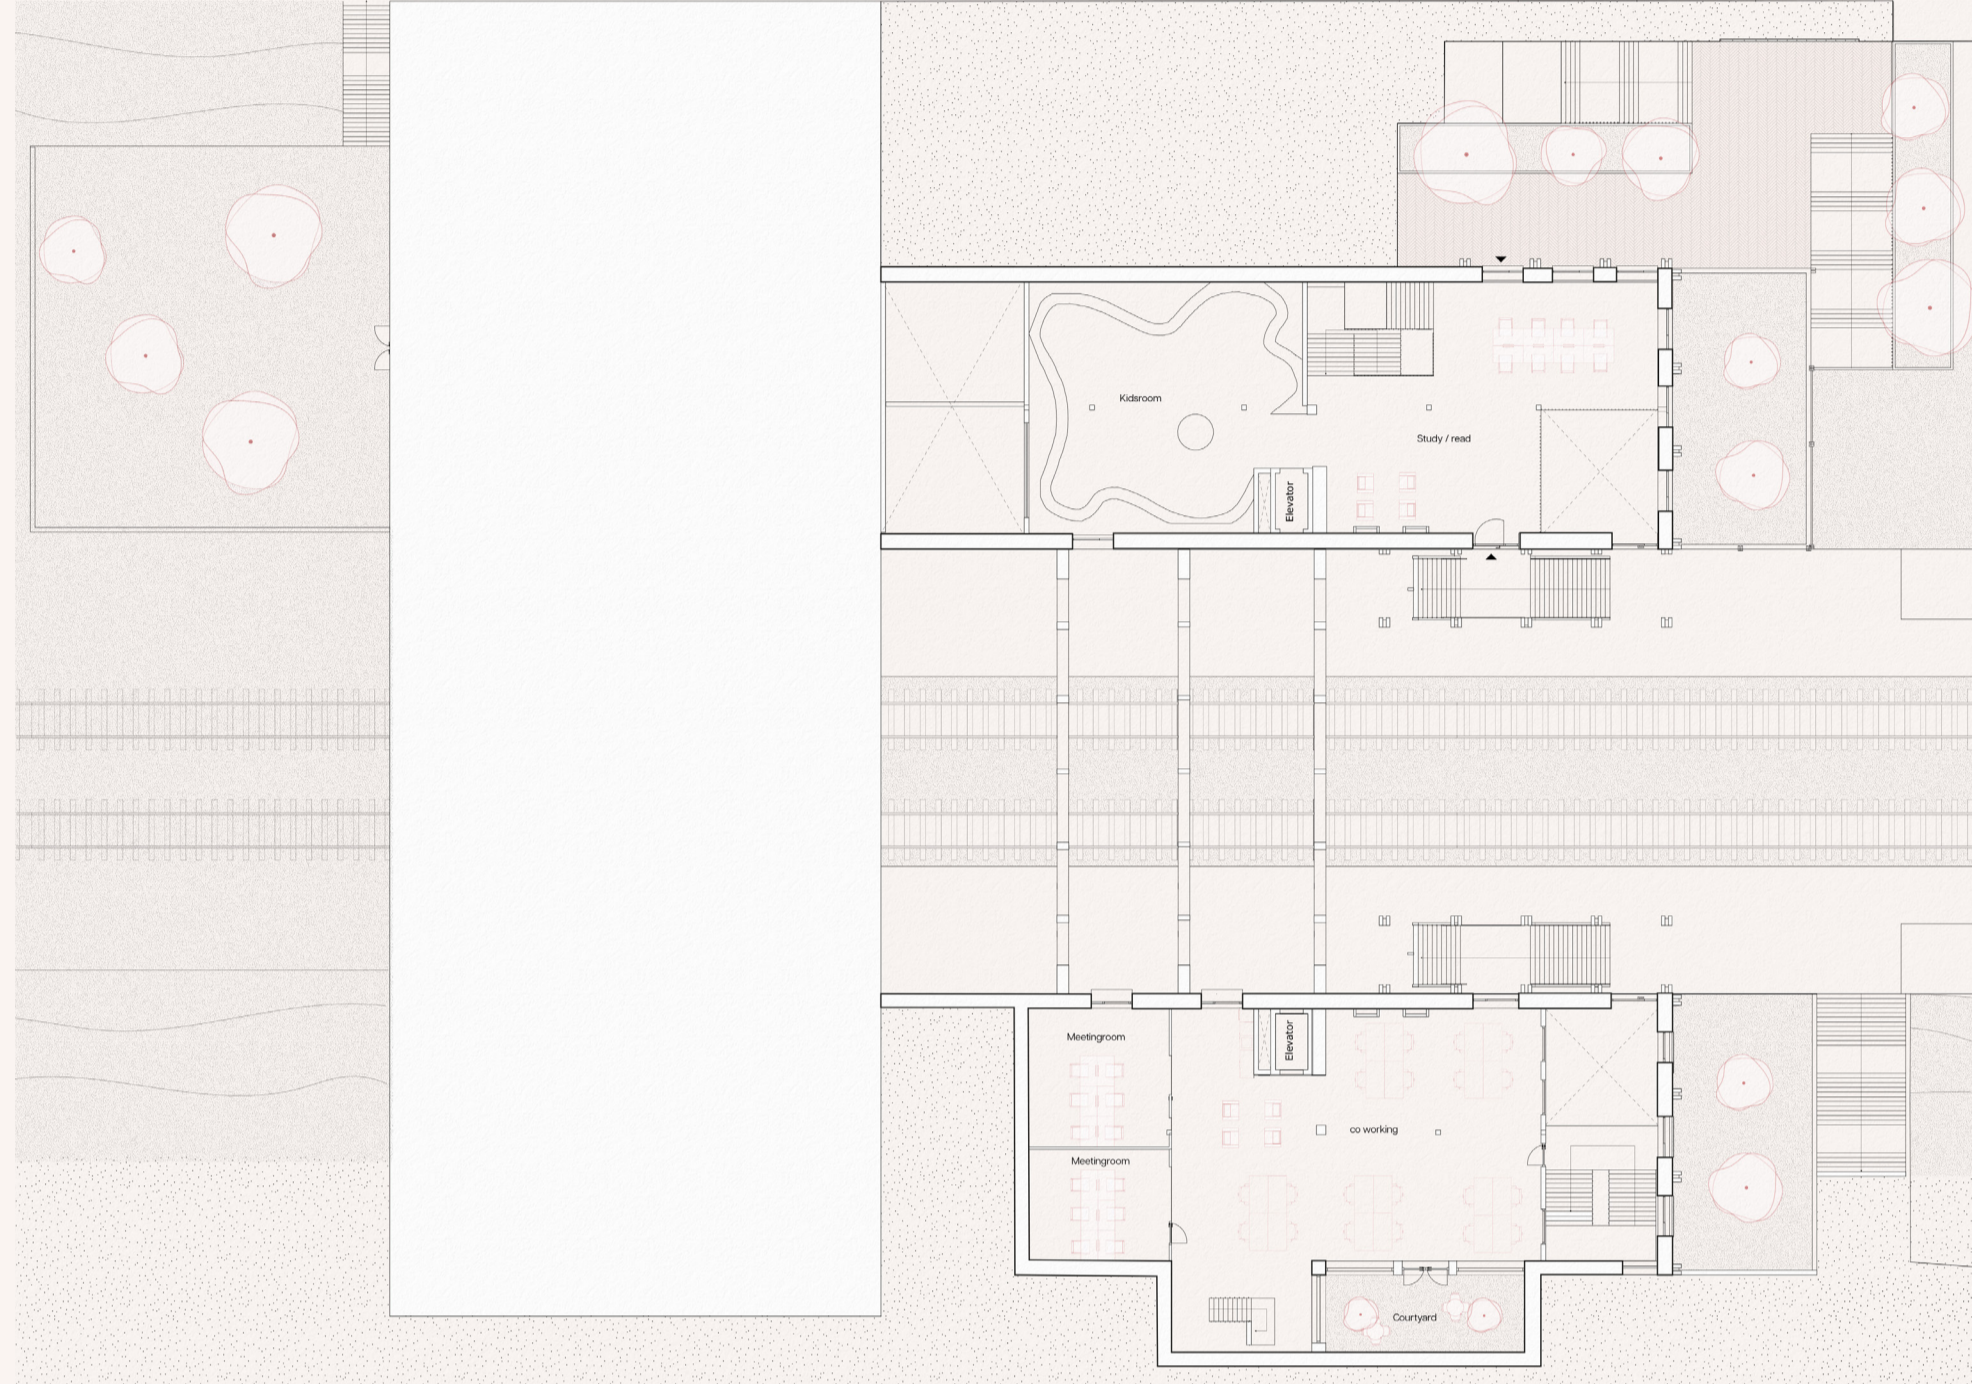 Kidsroom
Study / read
Elevator
Meetingroom
Elevator
co working
Meetingroom
Courtyard